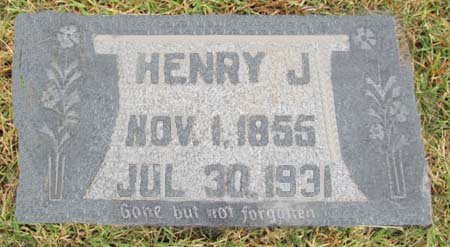 HENRY J
NOV. 1, 1855
JUL 30 1931
Gone but not forgotten